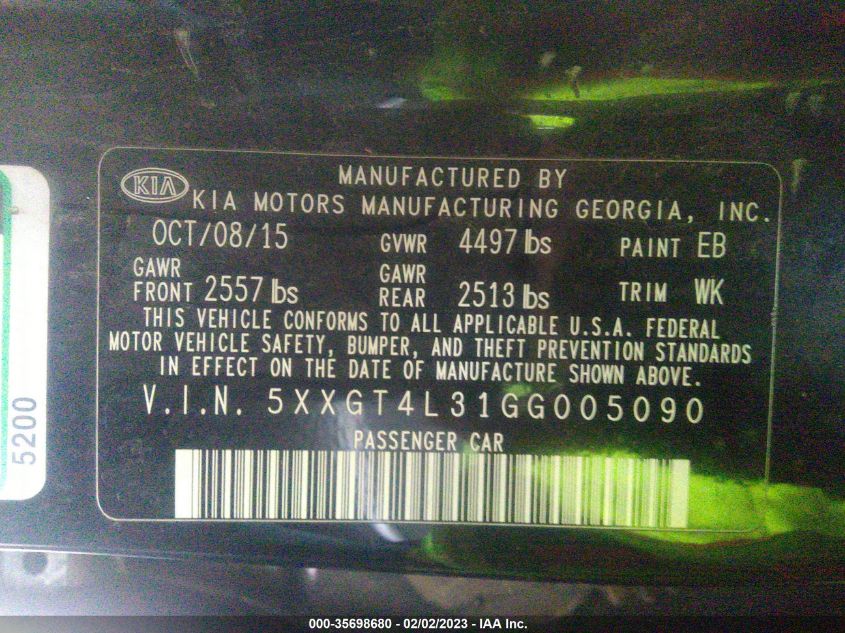 MANUFACTURED BY
KIA KIA MOTORS MANUFACTURING GEORGIA, INC.
OCT/08/15 GVWR 4497 lbs PAINT EB
GAWR FRONT 2557 lbs GAWR REAR 2513 lbs TRIM WK
THIS VEHICLE CONFORMS TO ALL APPLICABLE U.S.A. FEDERAL
MOTOR VEHICLE SAFETY, BUMPER, AND THEFT PREVENTION STANDARDS
IN EFFECT ON THE DATE OF MANUFACTURE SHOWN ABOVE.
V.I.N. 5XXGT4L31GG005090
PASSENGER CAR
5200
000-35698680 - 02/02/2023 - IAA Inc.